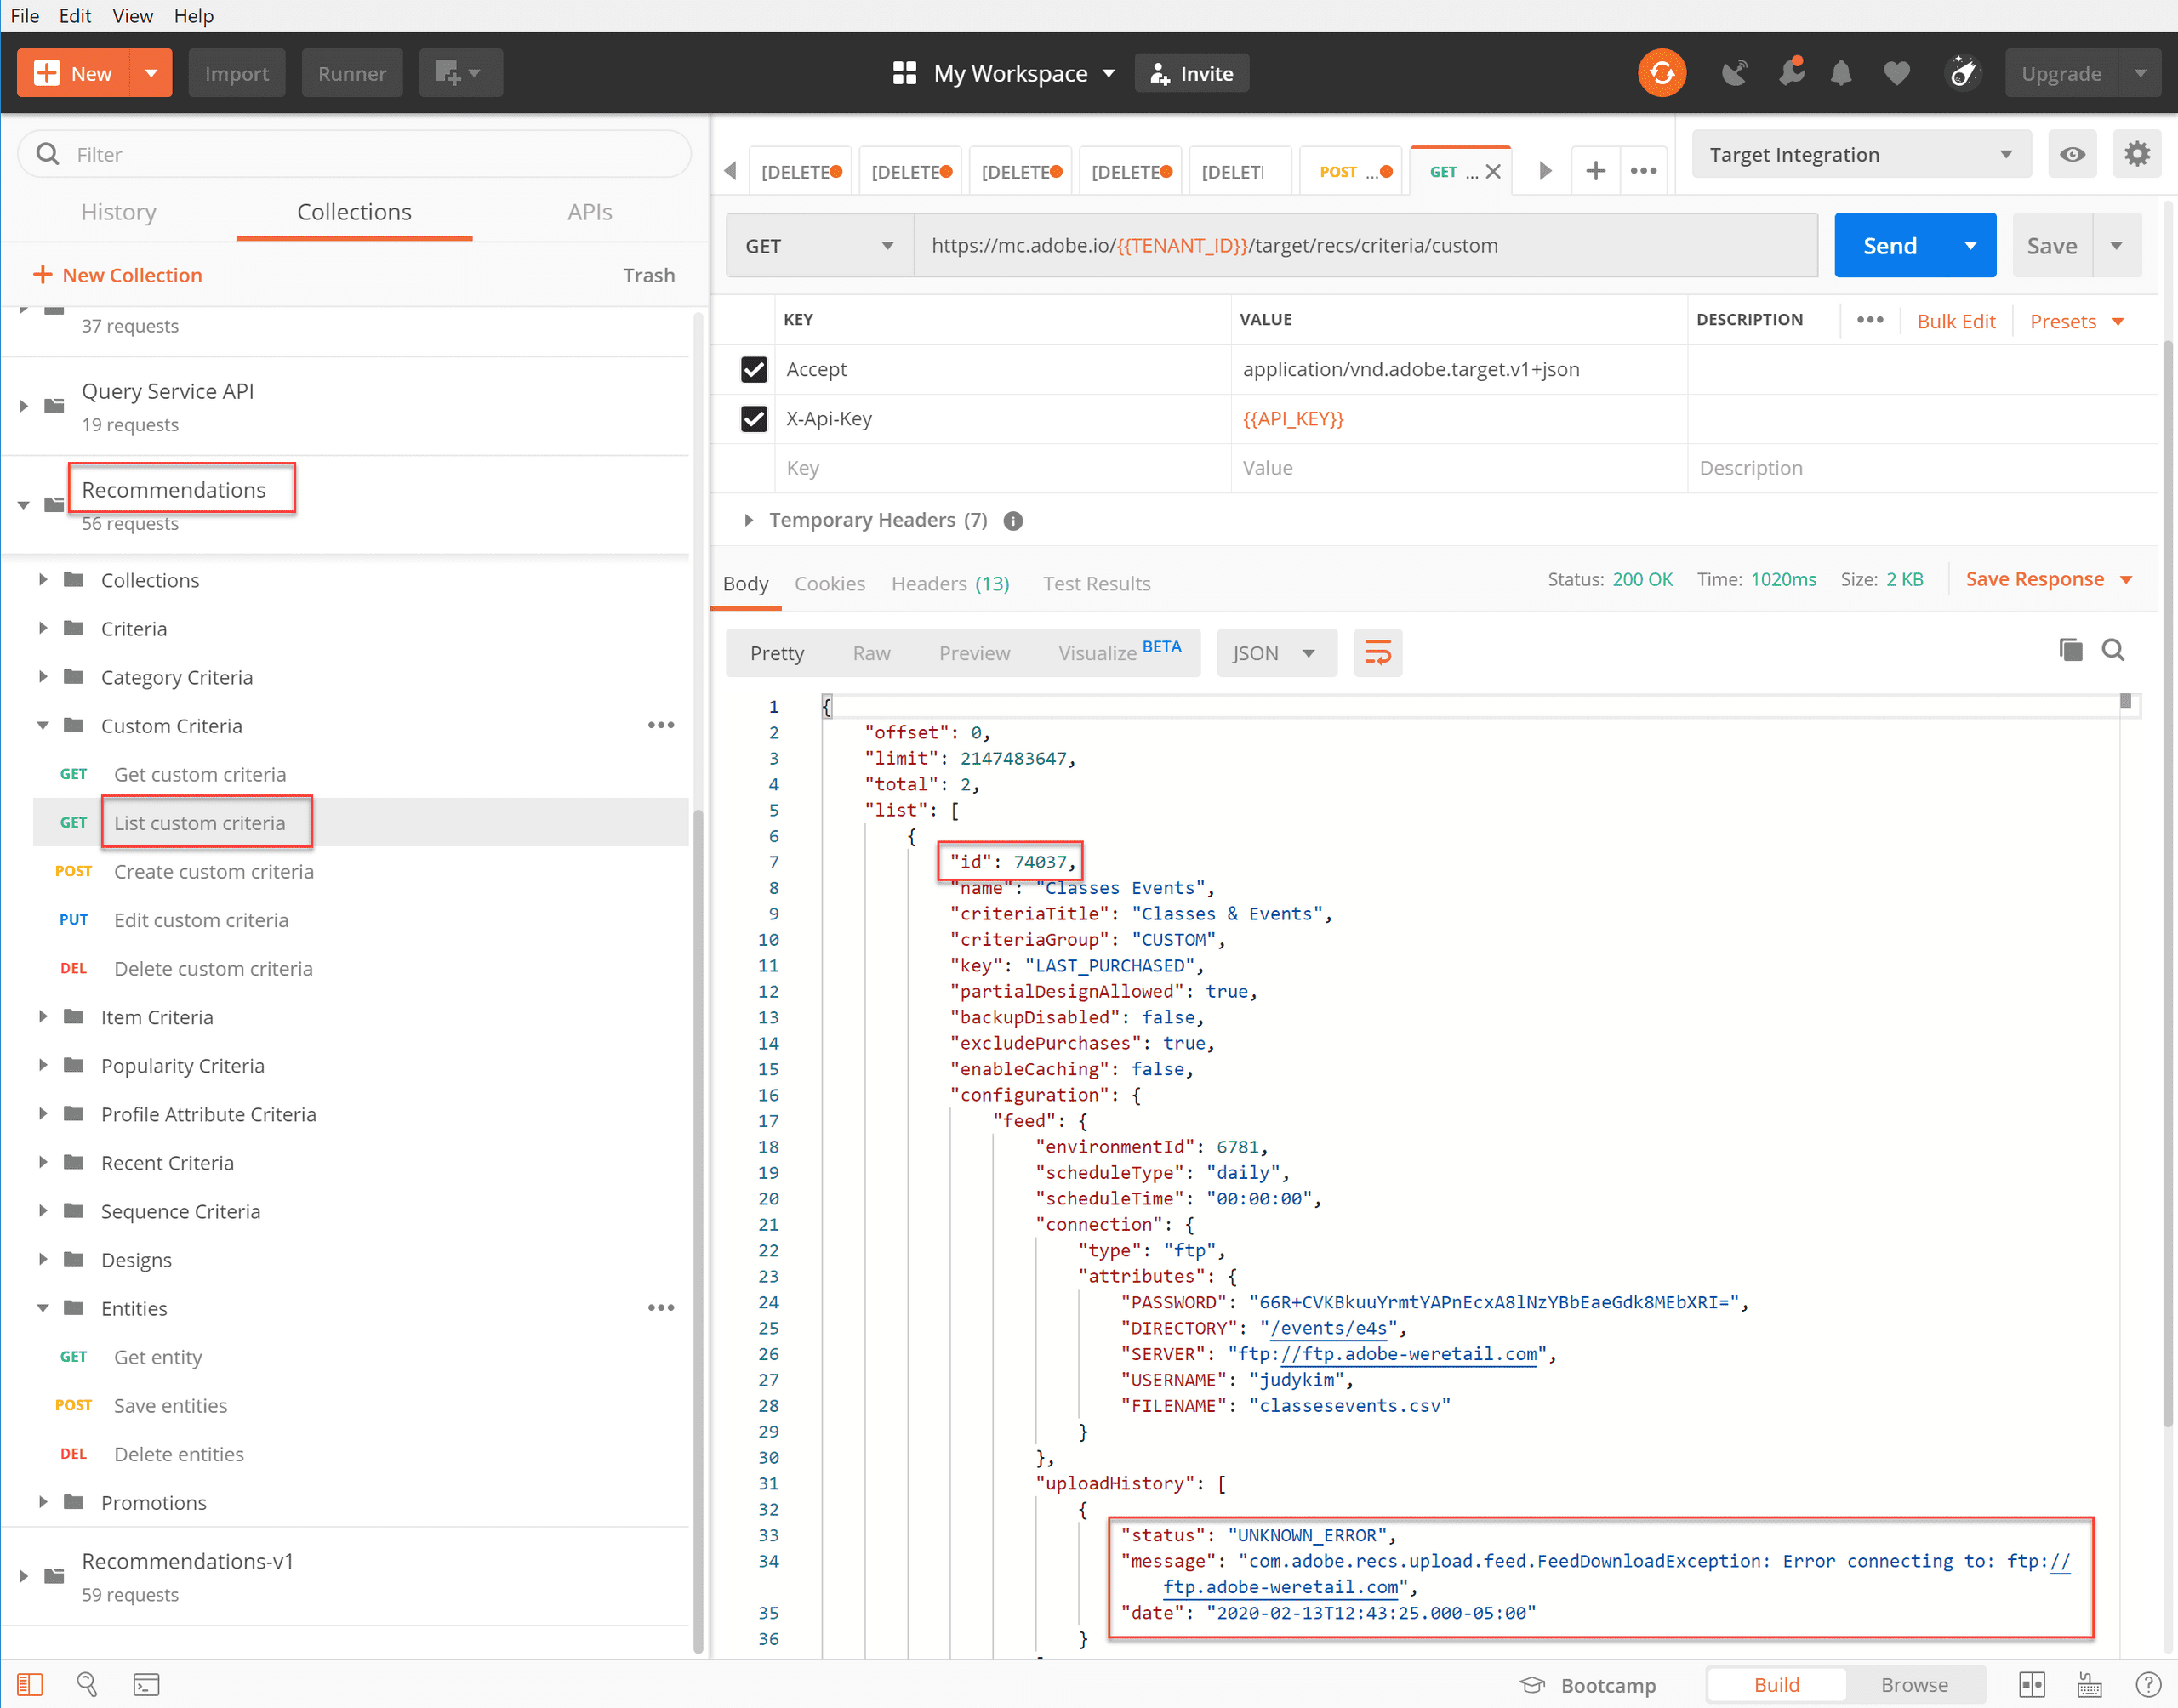 File Edit View Help
New Import Runner My Workspace Invite Upgrade
Filter
[DELETE [DELETE [DELETE [DELETE [DELETI POST ... GET ... Target Integration
History Collections APIs
GET https://mc.adobe.io/{{TENANT_ID}}/target/recs/criteria/custom Send Save
New Collection Trash
37 requests
Query Service API
19 requests
Recommendations
56 requests
Collections
Criteria
Category Criteria
Custom Criteria
GET Get custom criteria
GET List custom criteria
POST Create custom criteria
PUT Edit custom criteria
DEL Delete custom criteria
Item Criteria
Popularity Criteria
Profile Attribute Criteria
Recent Criteria
Sequence Criteria
Designs
Entities
GET Get entity
POST Save entities
DEL Delete entities
Promotions
Recommendations-v1
59 requests
KEY VALUE DESCRIPTION Bulk Edit Presets
Accept application/vnd.adobe.target.v1+json
X-Api-Key {{API_KEY}}
Key Value Description
Temporary Headers (7)
Body Cookies Headers (13) Test Results Status: 200 OK Time: 1020ms Size: 2 KB Save Response
Pretty Raw Preview Visualize BETA JSON
1 {
2 "offset": 0,
3 "limit": 2147483647,
4 "total": 2,
5 "list": [
6 {
7 "id": 74037,
8 "name": "Classes Events",
9 "criteriaTitle": "Classes & Events",
10 "criteriaGroup": "CUSTOM",
11 "key": "LAST_PURCHASED",
12 "partialDesignAllowed": true,
13 "backupDisabled": false,
14 "excludePurchases": true,
15 "enableCaching": false,
16 "configuration": {
17 "feed": {
18 "environmentId": 6781,
19 "scheduleType": "daily",
20 "scheduleTime": "00:00:00",
21 "connection": {
22 "type": "ftp",
23 "attributes": {
24 "PASSWORD": "66R+CVKBkuuYrmtYAPnEcxA8lNzYBbEaeGdk8MEbXRI=",
25 "DIRECTORY": "/events/e4s",
26 "SERVER": "ftp://ftp.adobe-weretail.com",
27 "USERNAME": "judykim",
28 "FILENAME": "classesevents.csv"
29 }
30 },
31 "uploadHistory": [
32 {
33 "status": "UNKNOWN_ERROR",
34 "message": "com.adobe.recs.upload.feed.FeedDownloadException: Error connecting to: ftp://
ftp.adobe-weretail.com",
35 "date": "2020-02-13T12:43:25.000-05:00"
36 }
Bootcamp Build Browse